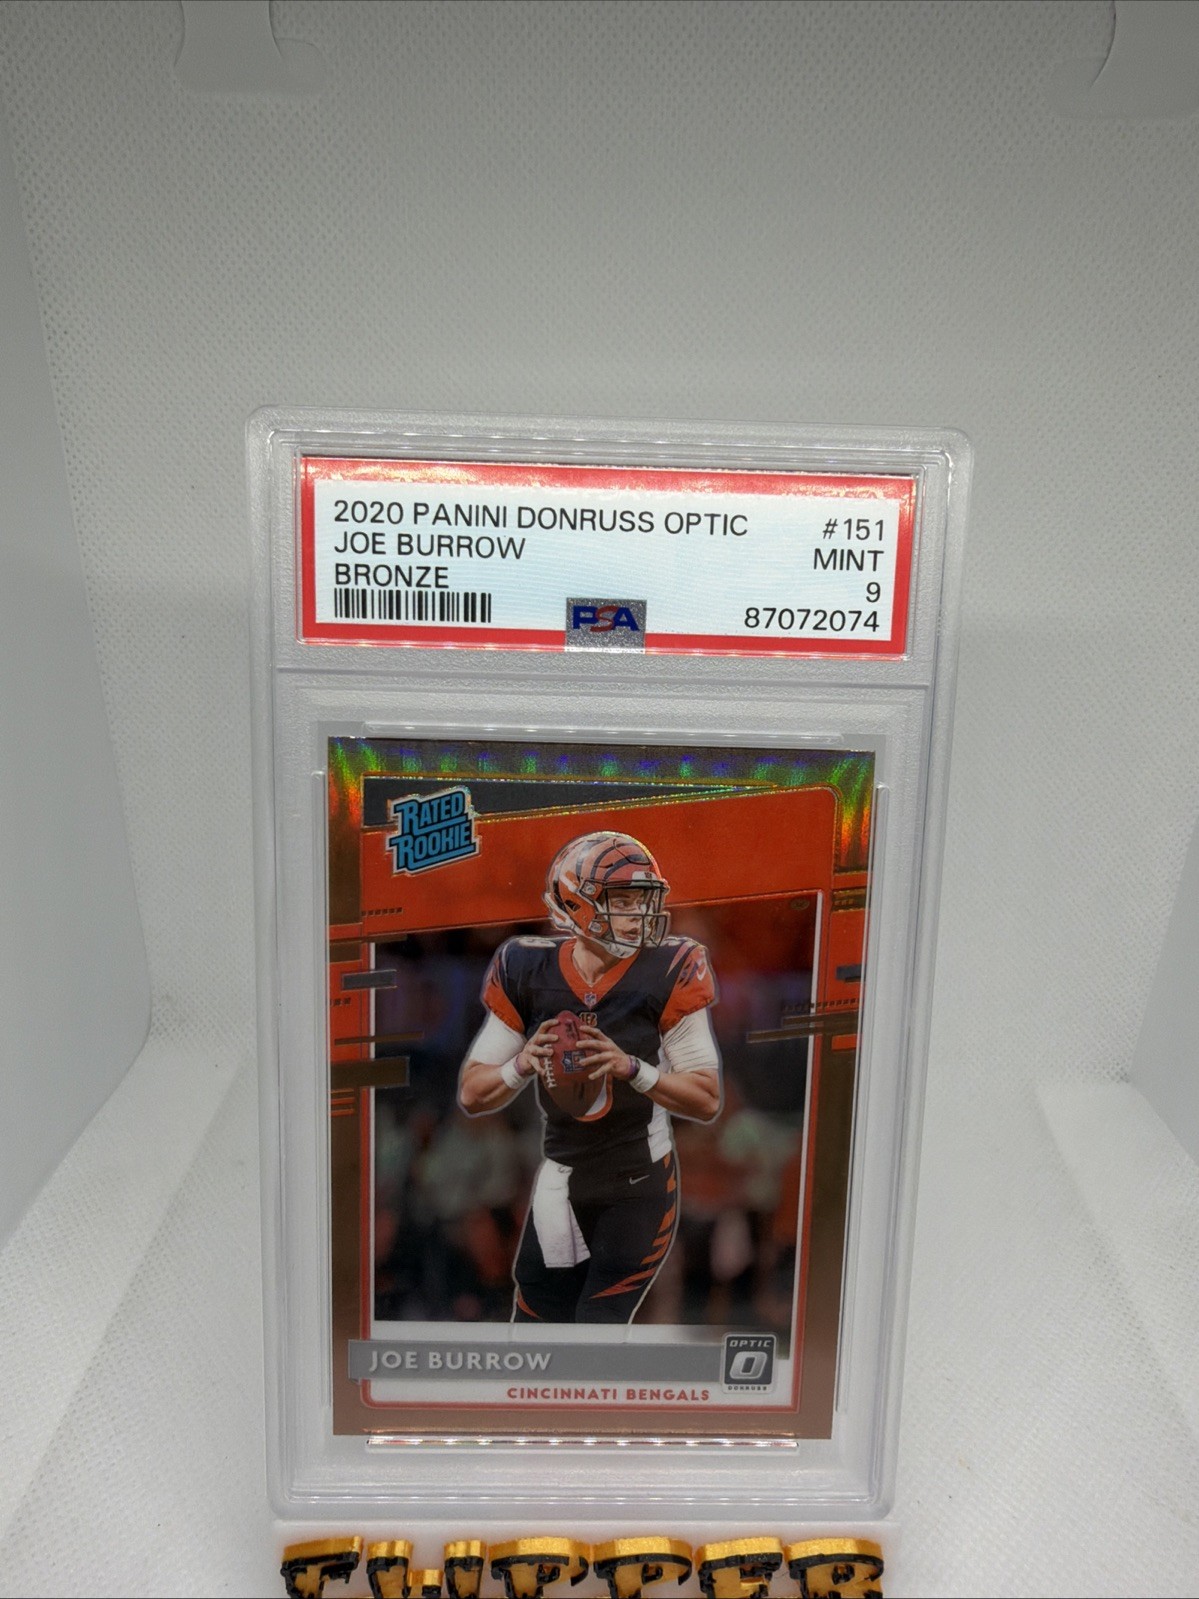 2020 PANINI DONRUSS OPTIC #151
JOE BURROW MINT
BRONZE 9
PSA 87072074
RATED
ROOKIE
JOE BURROW
OPTIC
DONRUSS
CINCINNATI BENGALS